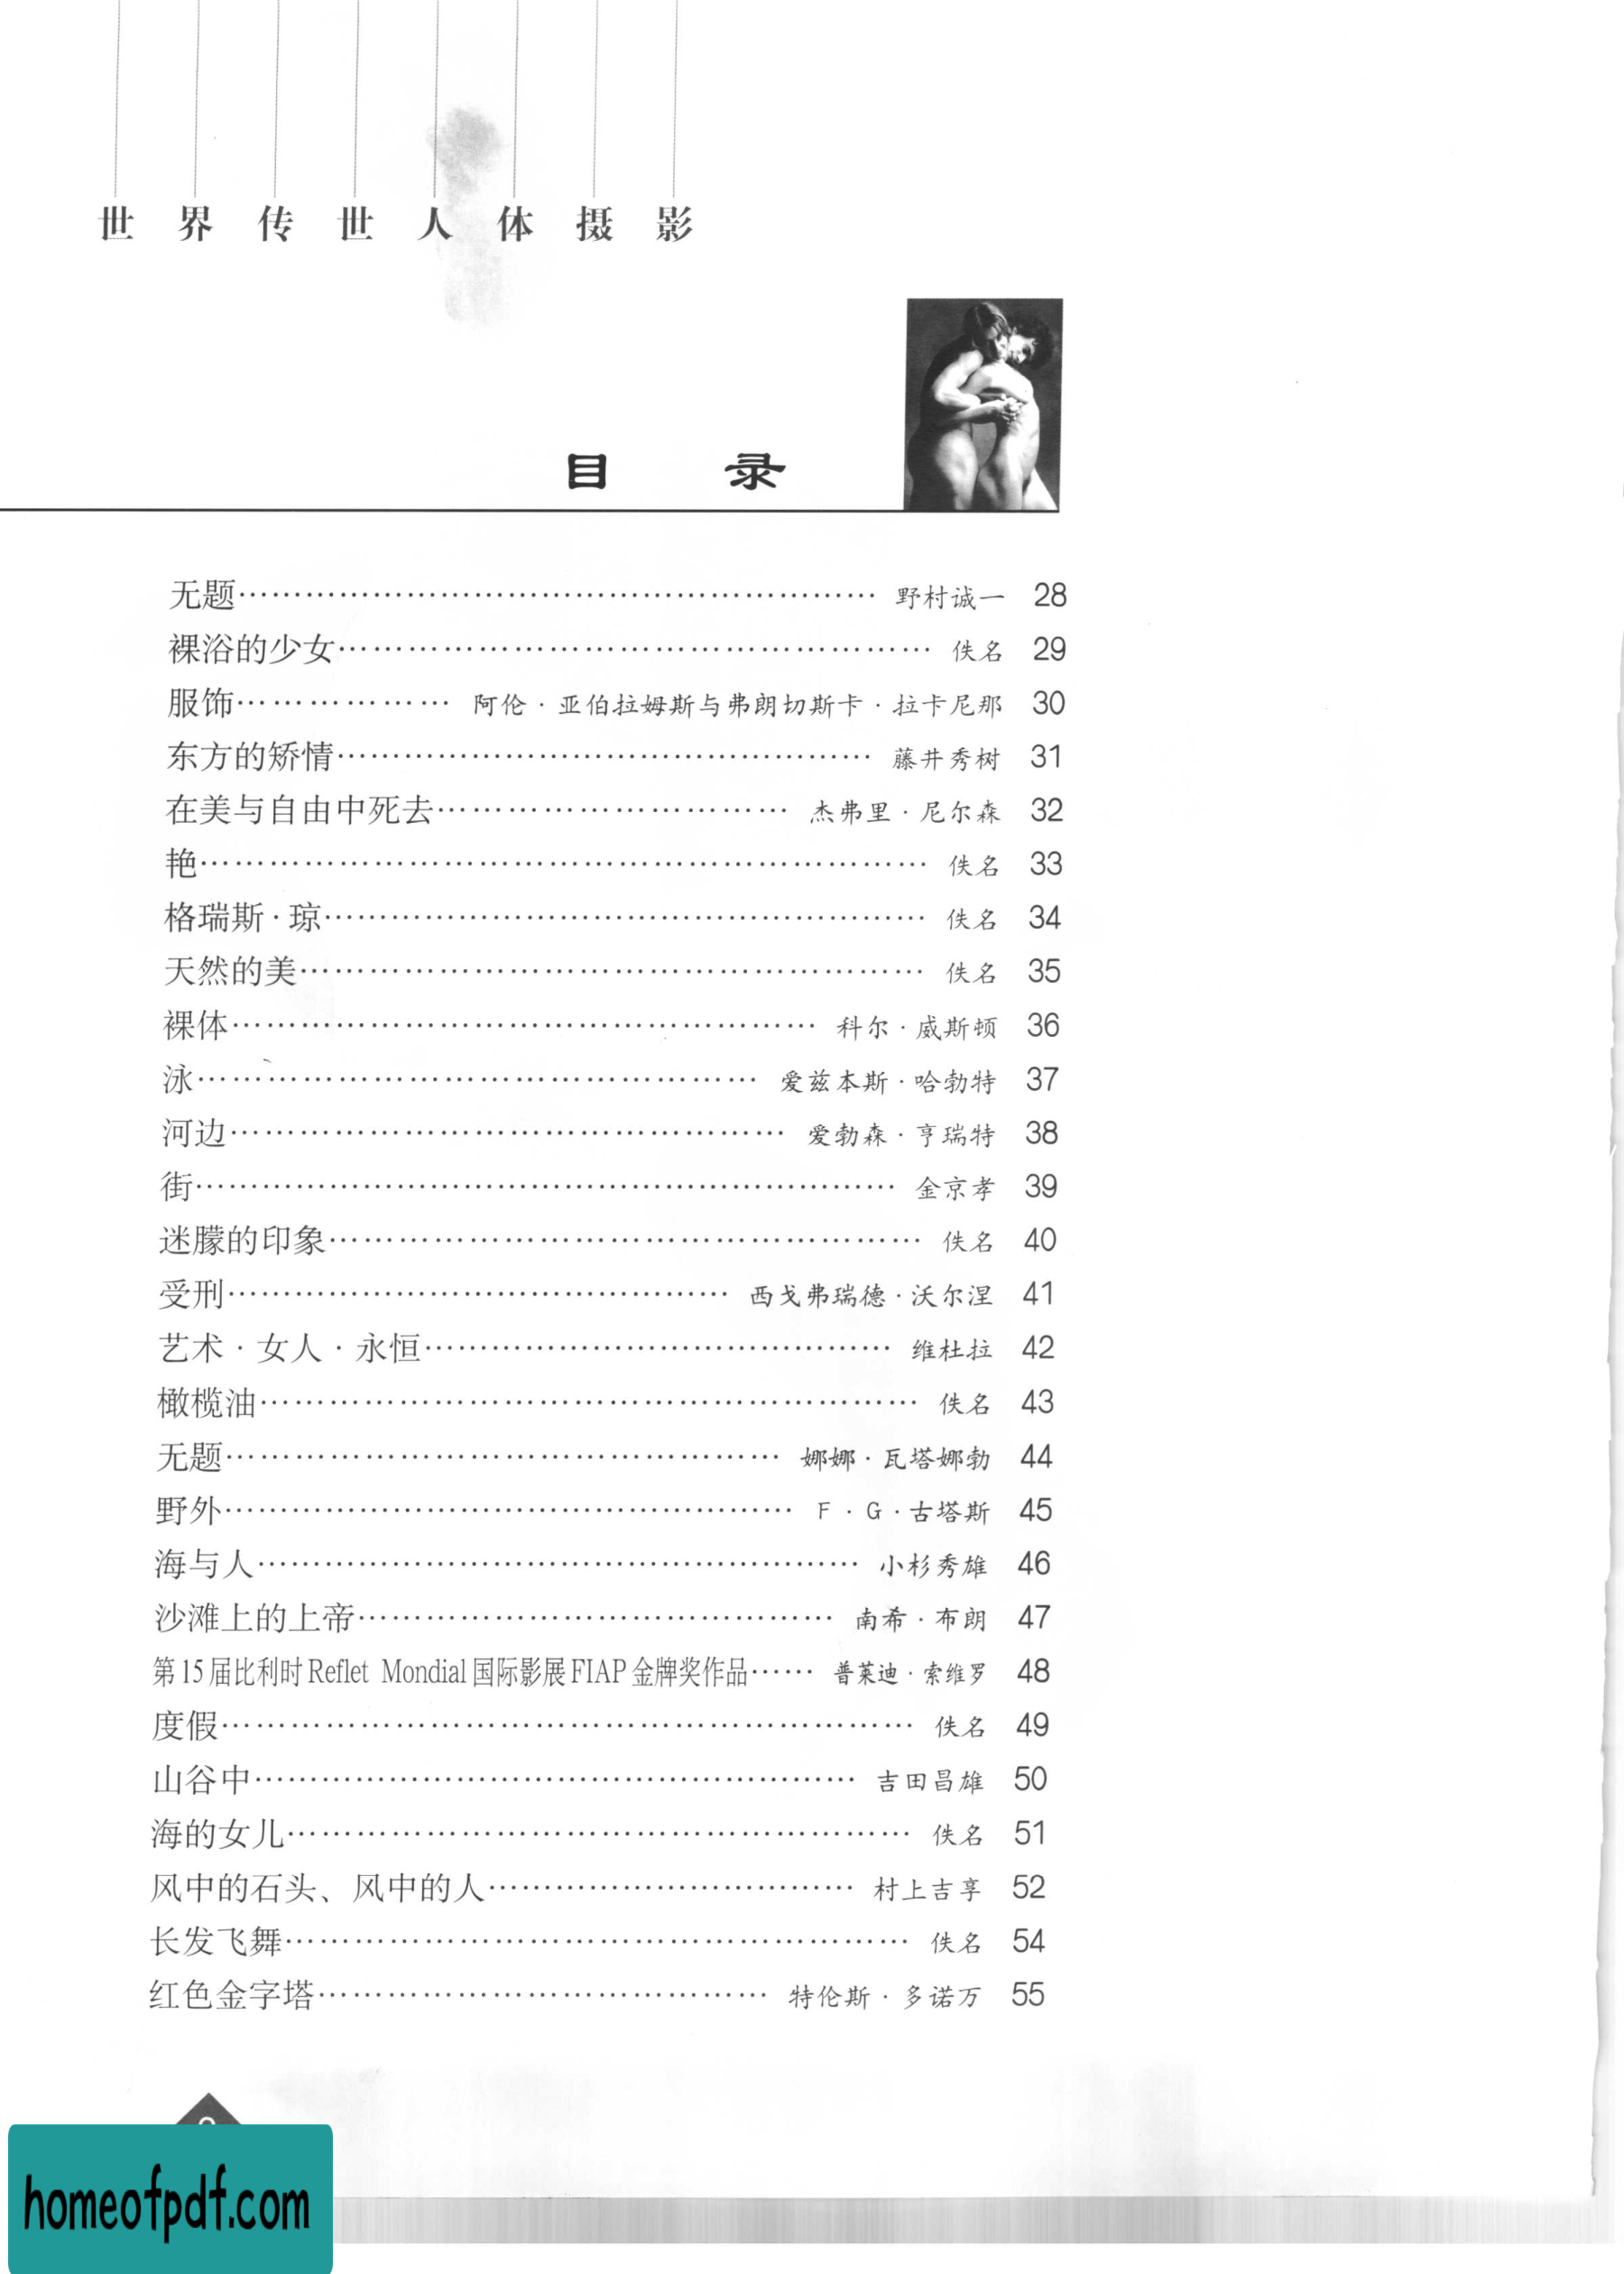 世界传世人体摄影
目 录
无题…………………………………………………… 野村诚一 28
裸浴的少女…………………………………………………… 佚名 29
服饰………………… 阿伦·亚伯拉姆斯与弗朗切斯卡·拉卡尼那 30
东方的矫情……………………………………………… 藤井秀树 31
在美与自由中死去……………………………… 杰弗里·尼尔森 32
艳……………………………………………………………… 佚名 33
格瑞斯·琼…………………………………………………… 佚名 34
天然的美……………………………………………………… 佚名 35
裸体…………………………………………………… 科尔·威斯顿 36
泳………………………………………………… 爱兹本斯·哈勃特 37
河边………………………………………………… 爱勃森·亨瑞特 38
街…………………………………………………………… 金京孝 39
迷朦的印象…………………………………………………… 佚名 40
受刑…………………………………………… 西戈弗瑞德·沃尔涅 41
艺术·女人·永恒………………………………………… 维杜拉 42
橄榄油………………………………………………………… 佚名 43
无题………………………………………………… 娜娜·瓦塔娜勃 44
野外………………………………………………… F·G·古塔斯 45
海与人…………………………………………………… 小杉秀雄 46
沙滩上的上帝………………………………………… 南希·布朗 47
第15届比利时Reflet Mondial国际影展FIAP金牌奖作品…… 普莱迪·索维罗 48
度假…………………………………………………………… 佚名 49
山谷中…………………………………………………… 吉田昌雄 50
海的女儿……………………………………………………… 佚名 51
风中的石头、风中的人……………………………… 村上吉享 52
长发飞舞……………………………………………………… 佚名 54
红色金字塔……………………………………… 特伦斯·多诺万 55
homeofpdf.com